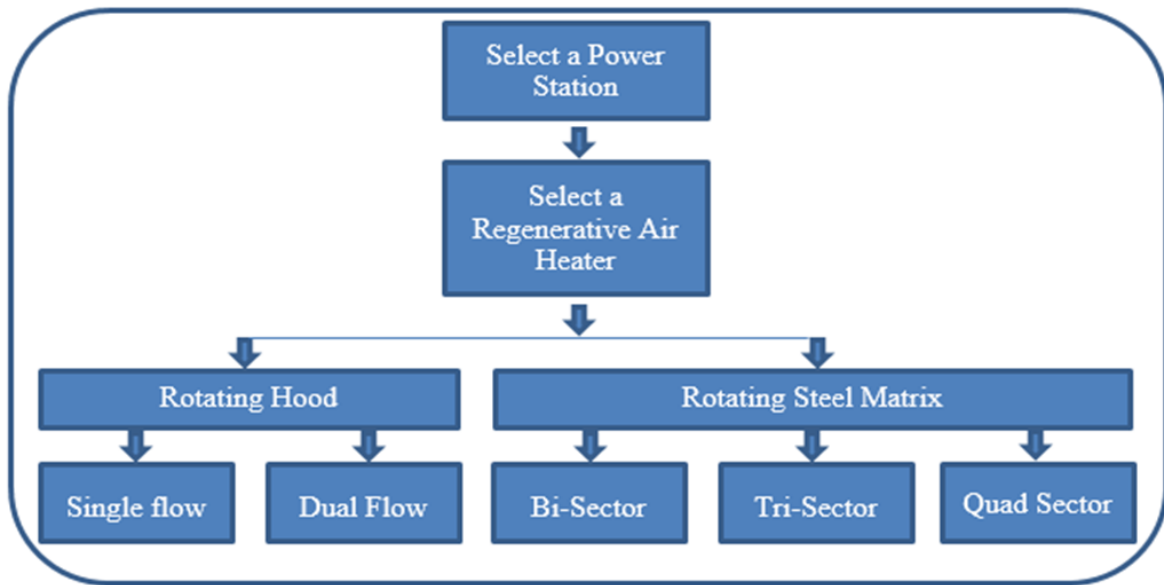 Select a Power
Station
Select a
Regenerative Air
Heater
Rotating Hood
Rotating Steel Matrix
Single flow
Dual Flow
Bi-Sector
Tri-Sector
Quad Sector